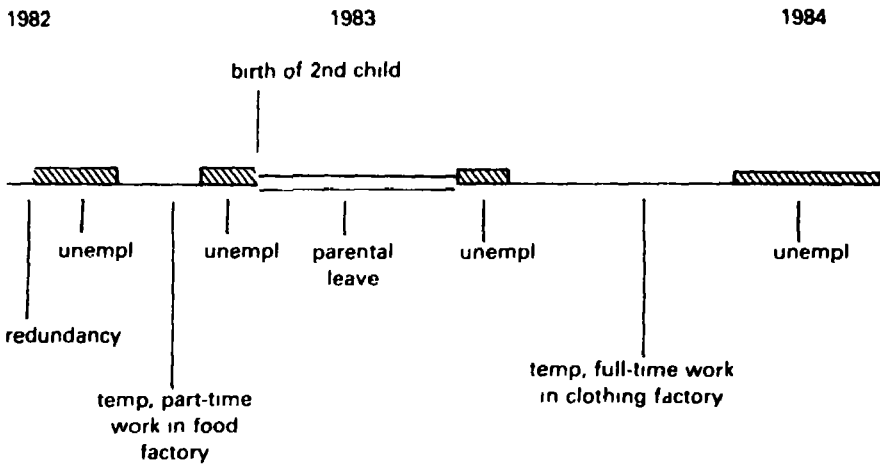 1982 1983 1984
birth of 2nd child
unempl unempl parental unempl unempl
leave
redundancy
temp, part-time
work in food
factory
temp, full-time work
in clothing factory